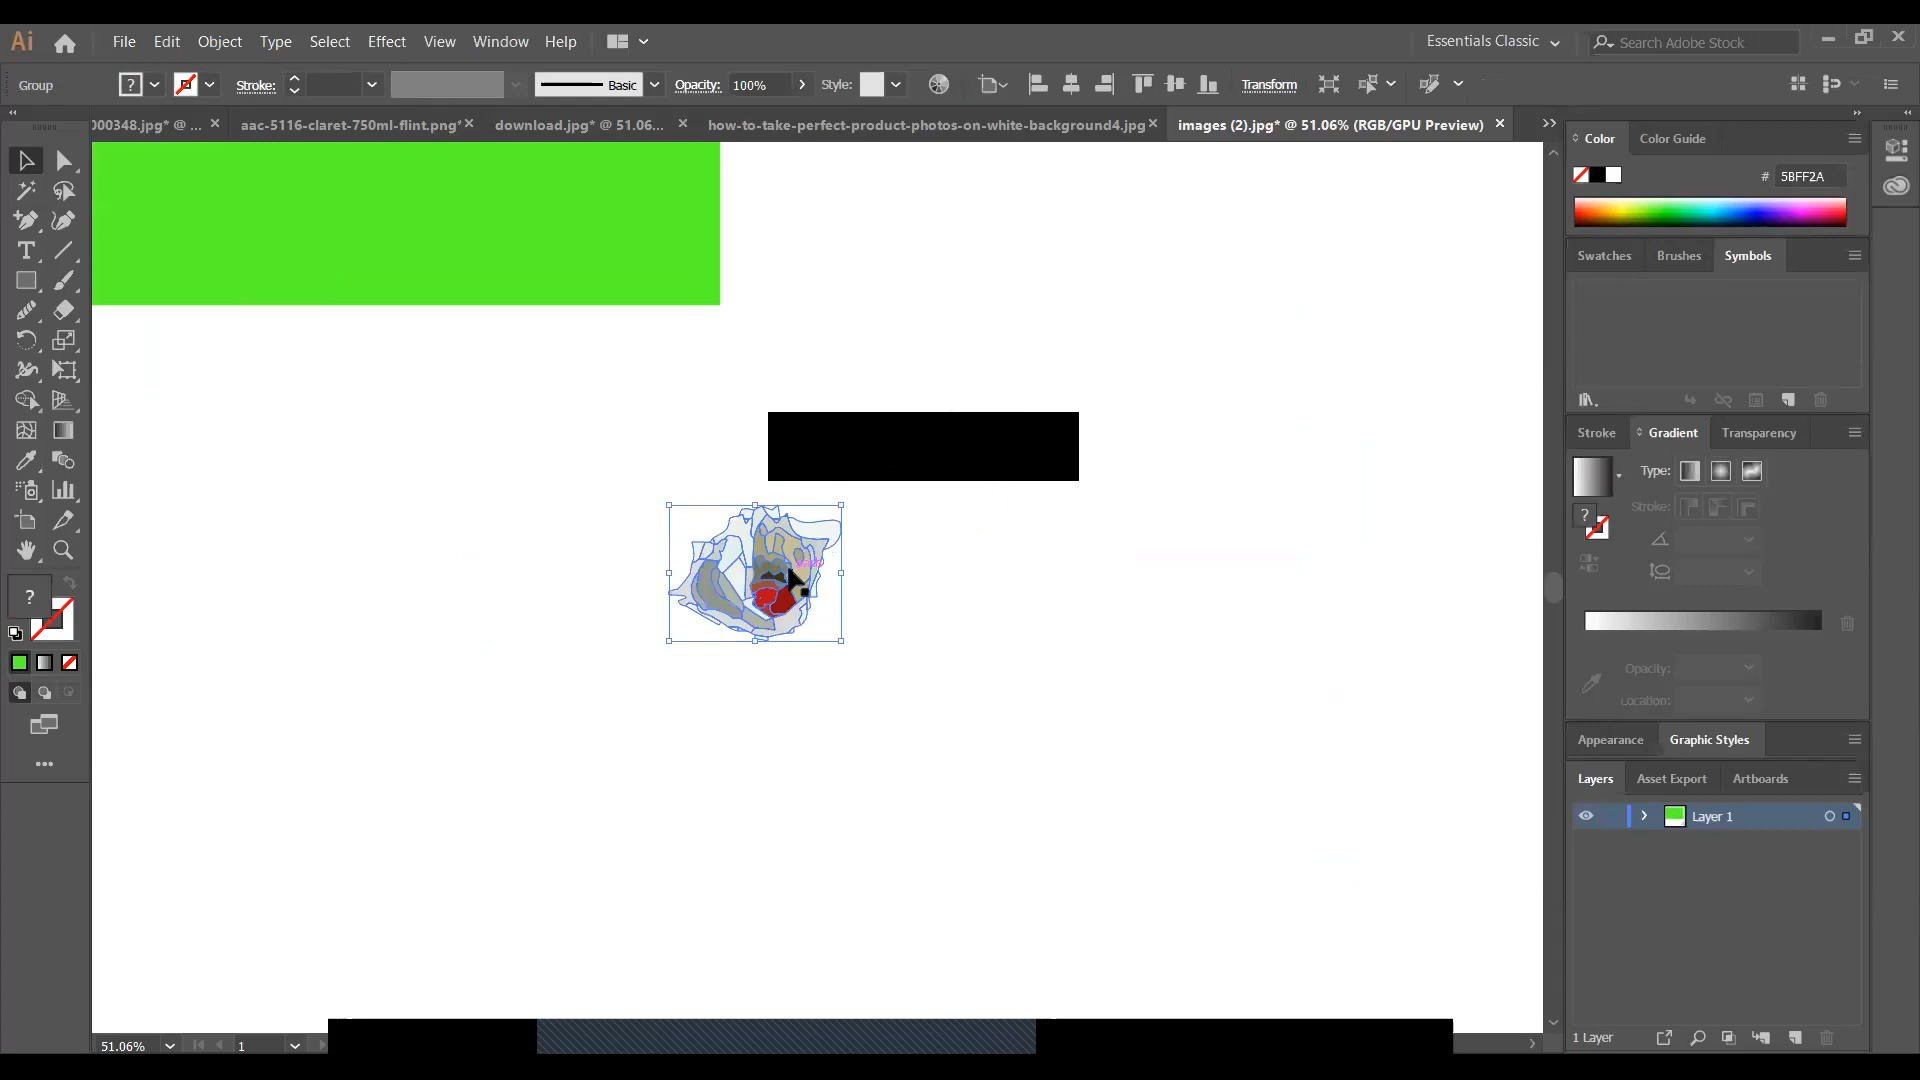 Ai File Edit Object Type Select Effect View Window Help Essentials Classic Search Adobe Stock
Group ? Stroke: Basic Opacity: 100% Style: Transform
000348.jpg* @ ... aac-5116-claret-750ml-flint.png* download.jpg* @ 51.06... how-to-take-perfect-product-photos-on-white-background4.jpg images (2).jpg* @ 51.06% (RGB/GPU Preview)
Color Color Guide
# 5BFF2A
Swatches Brushes Symbols
Stroke Gradient Transparency
Type:
Stroke:
?
?
Opacity:
Location:
Appearance Graphic Styles
Layers Asset Export Artboards
Layer 1
1 Layer
51.06% 1